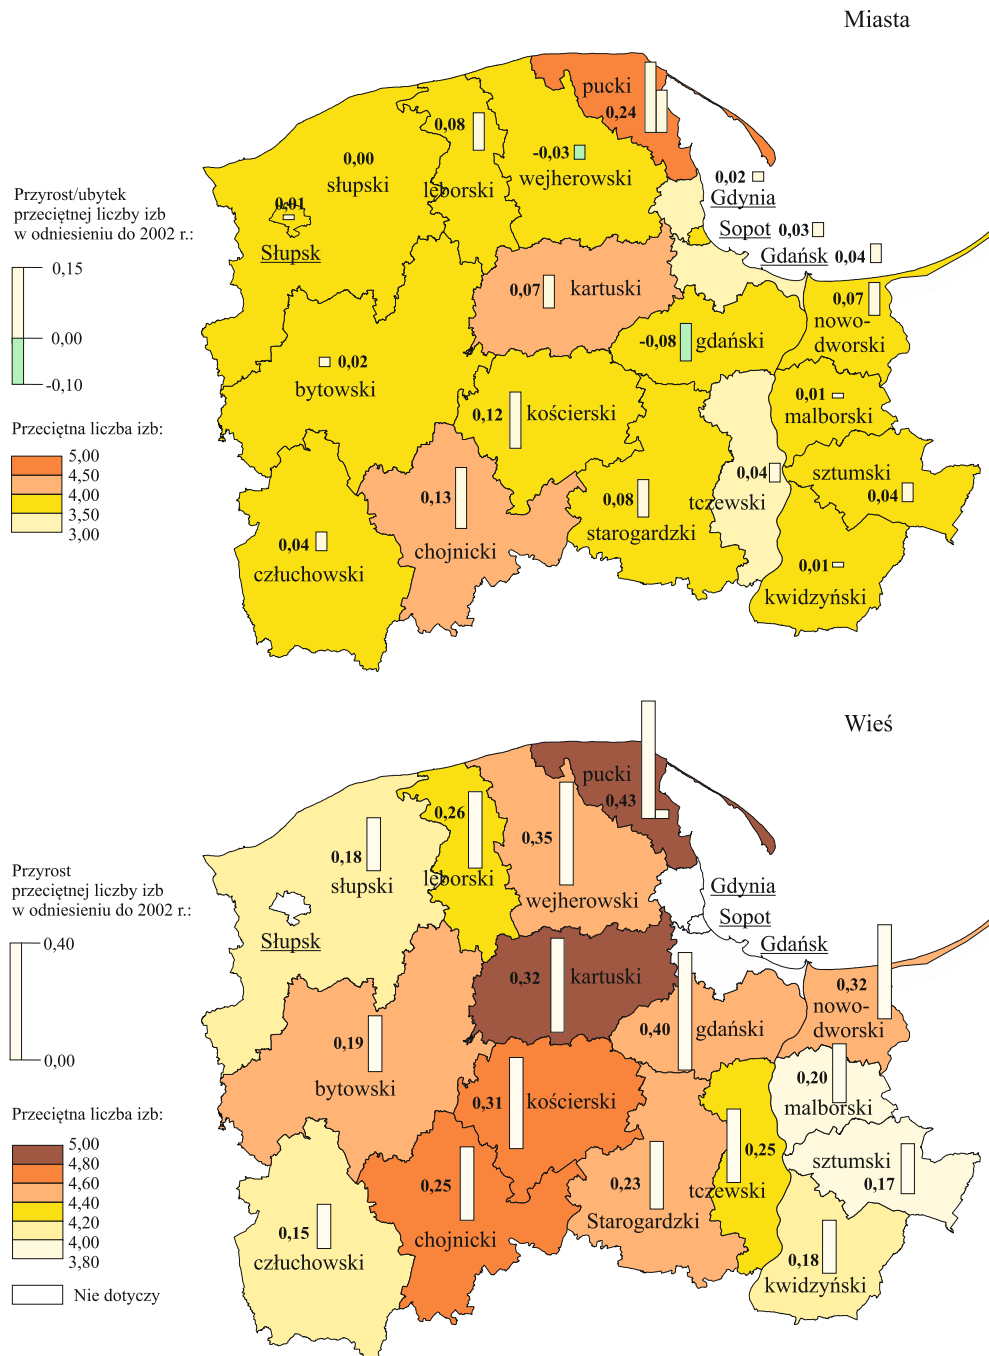 Miasta
pucki
0,24
0,08
0,00
słupski
lęborski
-0,03
wejherowski
0,02
Gdynia
Sopot 0,03
Gdańsk 0,04
0,01
Słupsk
Przyrost/ubytek
przeciętnej liczby izb
w odniesieniu do 2002 r.:
0,15
0,00
-0,10
0,07 kartuski
0,07
nowo-
dworski
-0,08 gdański
0,02
bytowski
0,12 kościerski
0,01
malborski
Przeciętna liczba izb:
5,00
4,50
4,00
3,50
3,00
0,13
chojnicki
0,08
starogardzki
0,04
tczewski
sztumski
0,04
0,04
człuchowski
0,01
kwidzyński
Wieś
pucki
0,43
0,26
lęborski
0,35
wejherowski
0,18
słupski
Gdynia
Sopot
Gdańsk
Słupsk
Przyrost
przeciętnej liczby izb
w odniesieniu do 2002 r.:
0,40
0,00
0,32 kartuski
0,32
nowo-
dworski
0,40 gdański
0,19
bytowski
0,31 kościerski
0,20
malborski
Przeciętna liczba izb:
5,00
4,80
4,60
4,40
4,20
4,00
3,80
Nie dotyczy
0,25
chojnicki
0,23
Starogardzki
0,25
tczewski
sztumski
0,17
0,15
człuchowski
0,18
kwidzyński